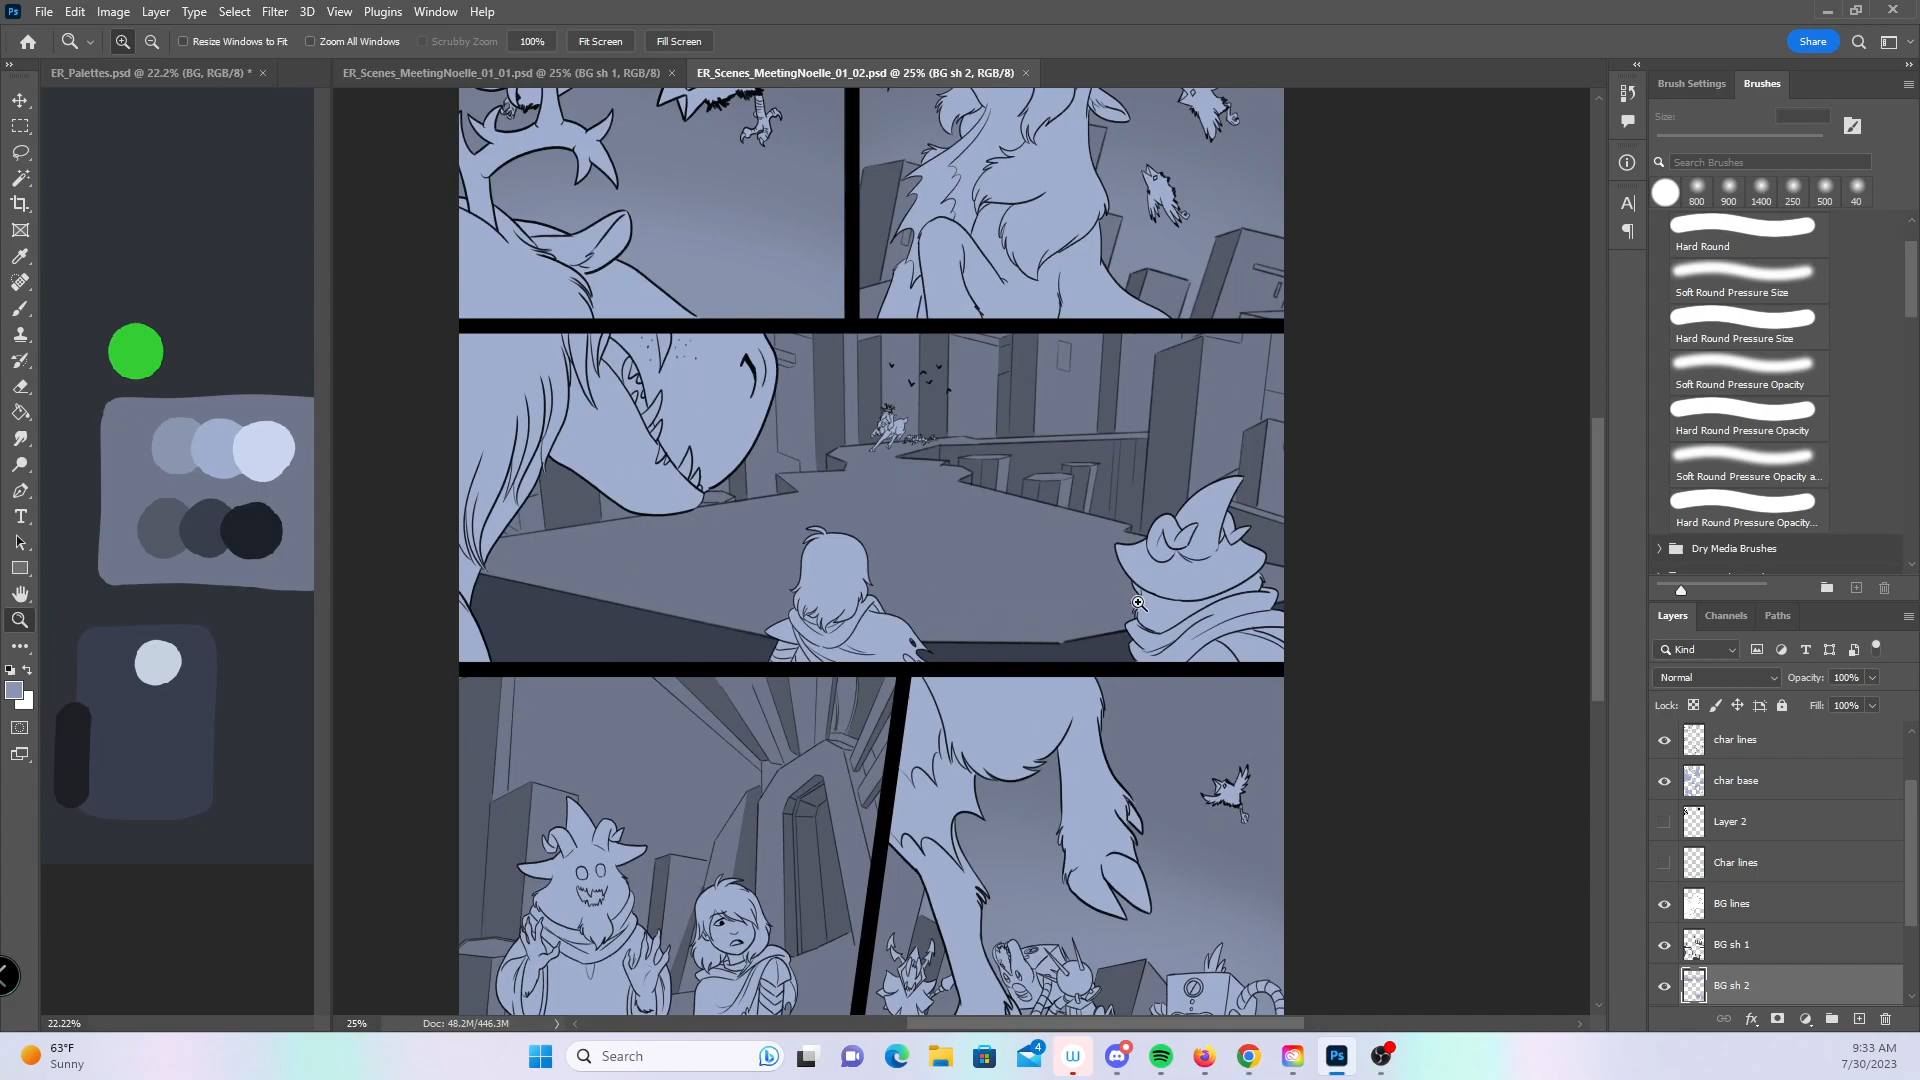 Ps File Edit Image Layer Type Select Filter 3D View Plugins Window Help
Resize Windows to Fit Zoom All Windows Scrubby Zoom 100% Fit Screen Fill Screen Share
ER_Palettes.psd @ 22.2% (BG, RGB/8) * ×
ER_Scenes_MeetingNoelle_01_01.psd @ 25% (BG sh 1, RGB/8) ×
ER_Scenes_MeetingNoelle_01_02.psd @ 25% (BG sh 2, RGB/8) ×
Brush Settings Brushes
Size:
Search Brushes
800 900 1400 250 500 40
Hard Round
Soft Round Pressure Size
Hard Round Pressure Size
Soft Round Pressure Opacity
Hard Round Pressure Opacity
Soft Round Pressure Opacity a...
Hard Round Pressure Opacity...
Dry Media Brushes
Layers Channels Paths
Kind
Normal Opacity: 100%
Lock: Fill: 100%
char lines
char base
Layer 2
Char lines
BG lines
BG sh 1
BG sh 2
22.22%
25% Doc: 48.2M/446.3M
63°F
Sunny
Search
4
Ps
9:33 AM
7/30/2023